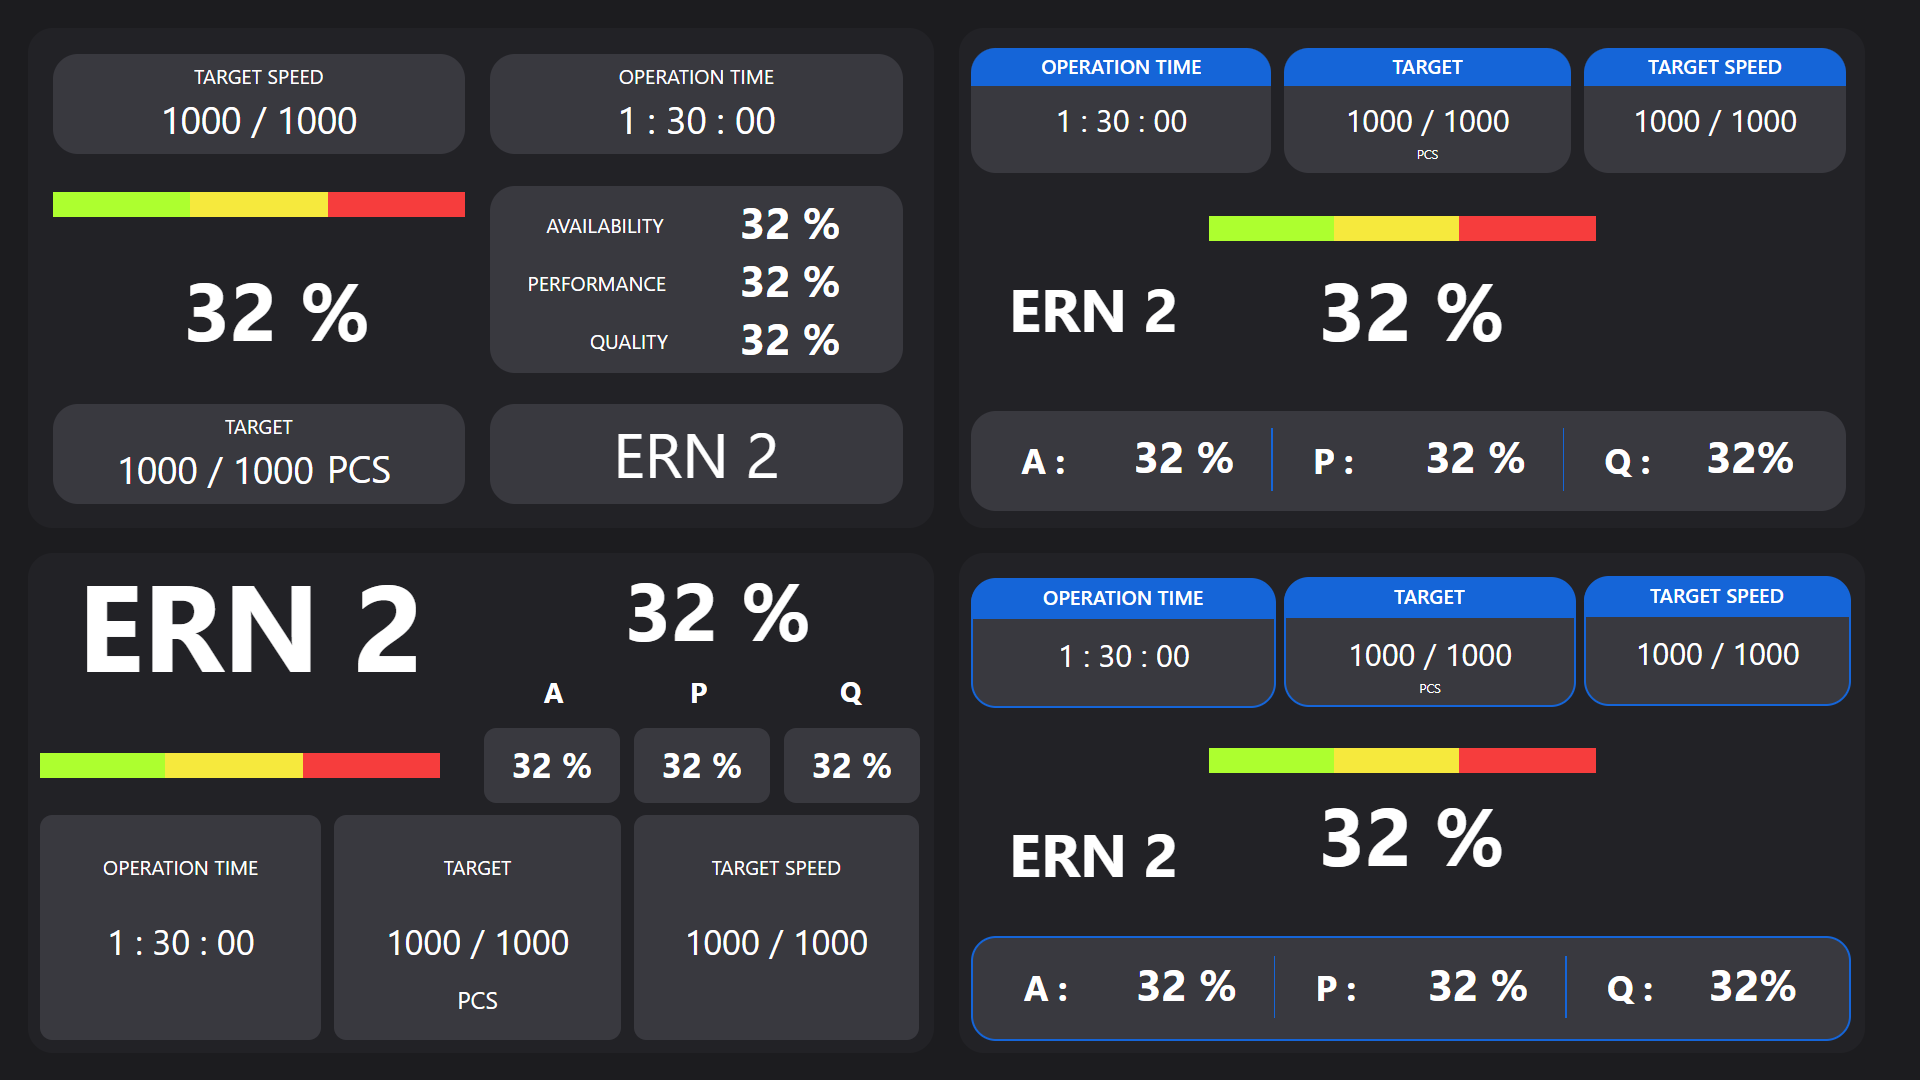 TARGET SPEED
1000 / 1000
OPERATION TIME
1 : 30 : 00
32 %
AVAILABILITY 32 %
PERFORMANCE 32 %
QUALITY 32 %
TARGET
1000 / 1000 PCS
ERN 2
OPERATION TIME
1 : 30 : 00
TARGET
1000 / 1000
PCS
TARGET SPEED
1000 / 1000
ERN 2
32 %
A : 32 % P : 32 % Q : 32%
ERN 2
32 %
A P Q
32 % 32 % 32 %
OPERATION TIME
1 : 30 : 00
TARGET
1000 / 1000
PCS
TARGET SPEED
1000 / 1000
OPERATION TIME
1 : 30 : 00
TARGET
1000 / 1000
PCS
TARGET SPEED
1000 / 1000
ERN 2
32 %
A : 32 % P : 32 % Q : 32%